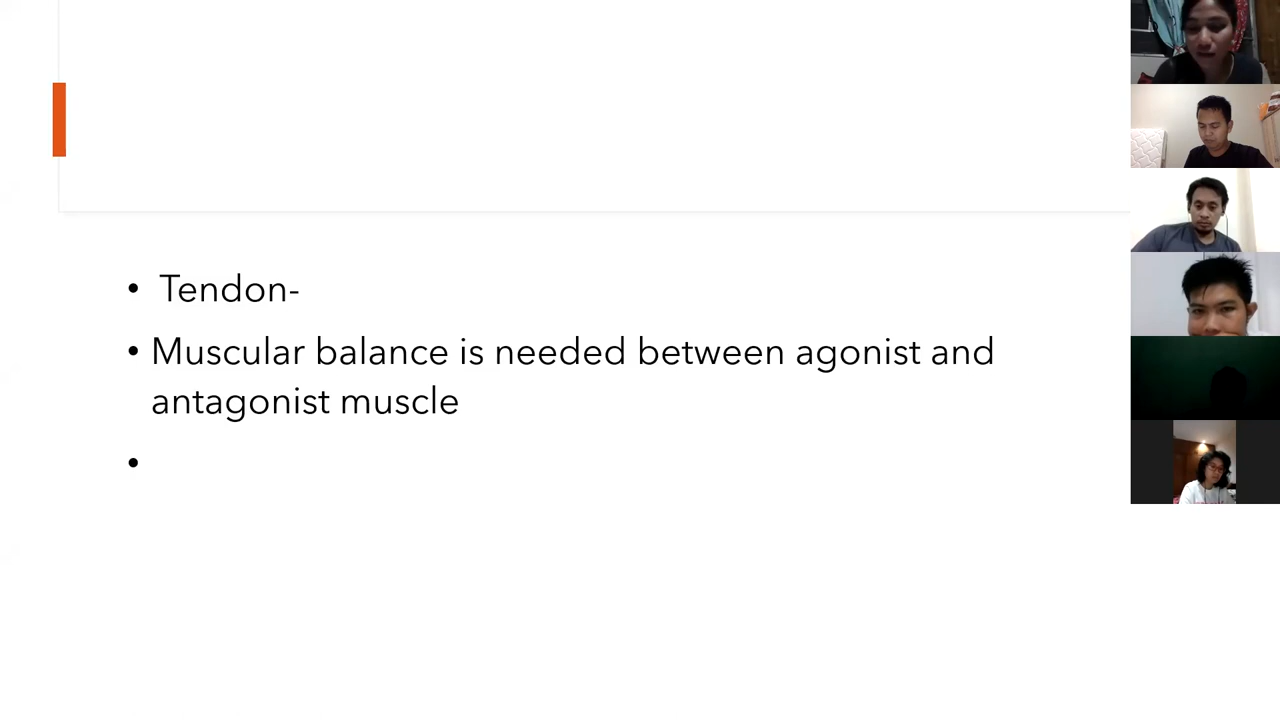 • Tendon-
• Muscular balance is needed between agonist and
antagonist muscle
•